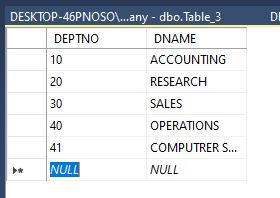 DESKTOP-46PNOSO\...any - dbo.Table_3
DEPTNO DNAME
10 ACCOUNTING
20 RESEARCH
30 SALES
40 OPERATIONS
41 COMPUTRER S...
NULL NULL